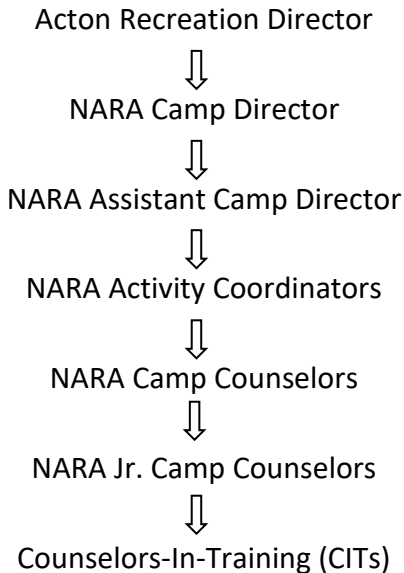 Acton Recreation Director
NARA Camp Director
NARA Assistant Camp Director
NARA Activity Coordinators
NARA Camp Counselors
NARA Jr. Camp Counselors
Counselors-In-Training (CITs)